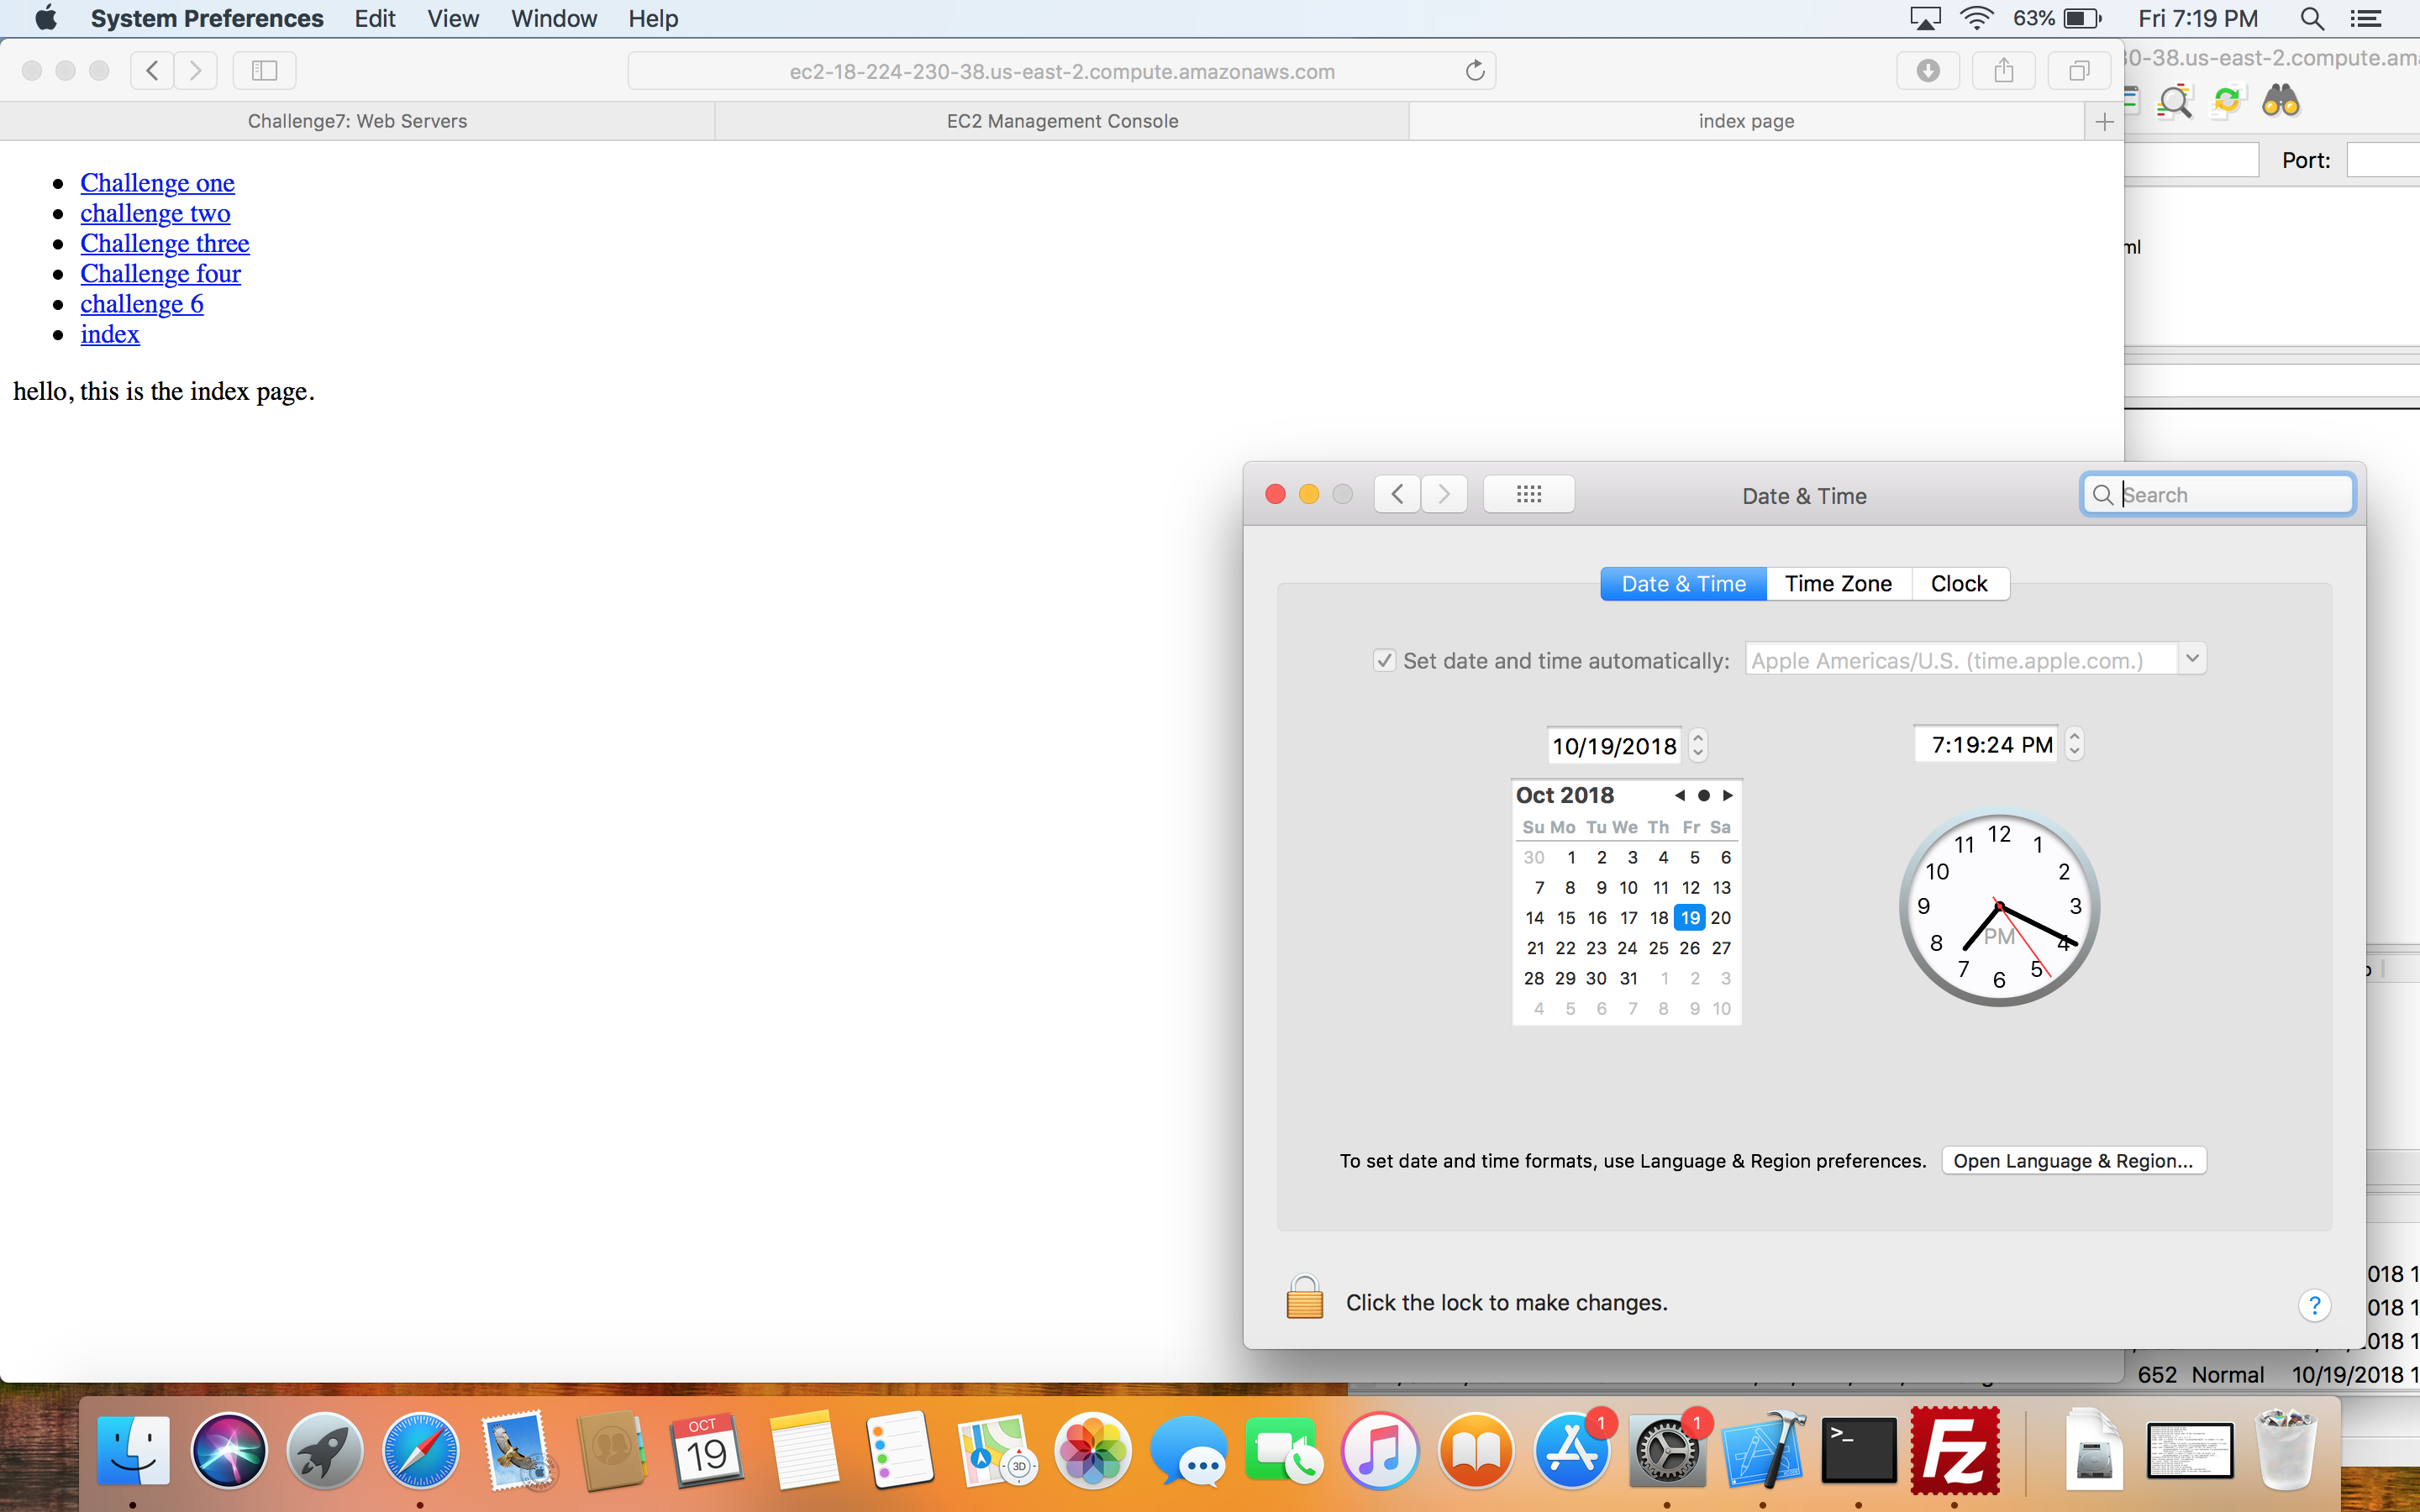 System Preferences Edit View Window Help 63% Fri 7:19 PM
ec2-18-224-230-38.us-east-2.compute.amazonaws.com
30-38.us-east-2.compute.am
Challenge7: Web Servers EC2 Management Console index page
Port:
Challenge one
challenge two
Challenge three
Challenge four
challenge 6
index
ml
hello, this is the index page.
Date & Time Search
Date & Time Time Zone Clock
Set date and time automatically: Apple Americas/U.S. (time.apple.com.)
10/19/2018 7:19:24 PM
Oct 2018
Su Mo Tu We Th Fr Sa
30 1 2 3 4 5 6
7 8 9 10 11 12 13
14 15 16 17 18 19 20
21 22 23 24 25 26 27
28 29 30 31 1 2 3
4 5 6 7 8 9 10
12 1 2 3 4 5 6 7 8 9 10 11
PM
To set date and time formats, use Language & Region preferences. Open Language & Region...
Click the lock to make changes. ?
018 1
018 1
018 1
652 Normal 10/19/2018 1
OCT
19
3D
1
1
>_
Fz